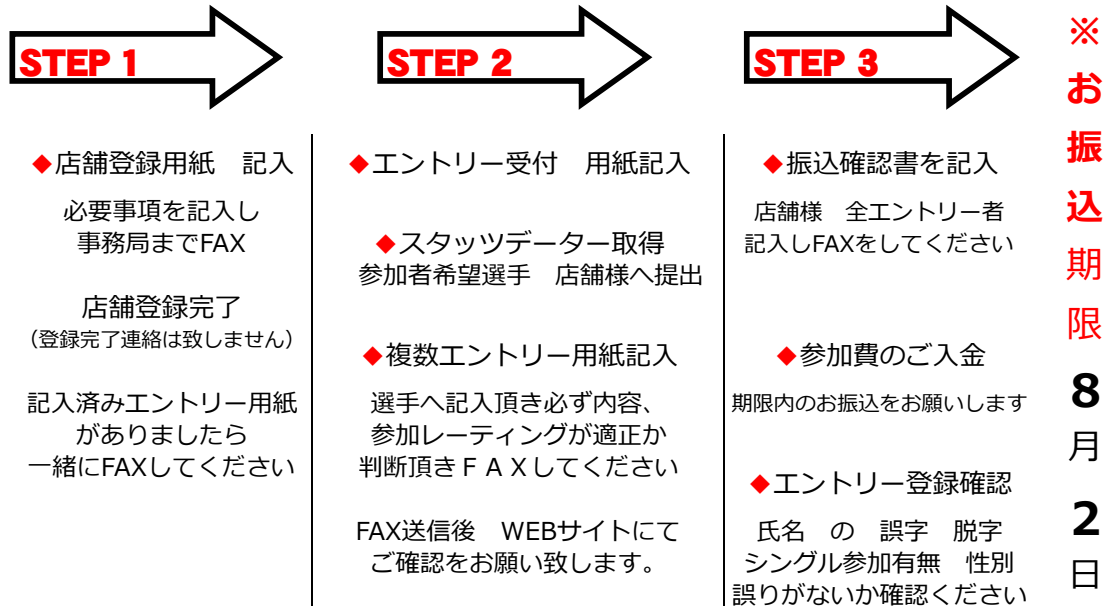 STEP 1
◆店舗登録用紙　記入
必要事項を記入し
事務局までFAX
店舗登録完了
（登録完了連絡は致しません）
記入済みエントリー用紙
がありましたら
一緒にFAXしてください
STEP 2
◆エントリー受付　用紙記入
◆スタッツデーター取得
参加者希望選手　店舗様へ提出
◆複数エントリー用紙記入
選手へ記入頂き必ず内容、
参加レーティングが適正か
判断頂きＦＡＸしてください
FAX送信後　WEBサイトにて
ご確認をお願い致します。
STEP 3
◆振込確認書を記入
店舗様　全エントリー者
記入しFAXをしてください
◆参加費のご入金
期限内のお振込をお願いします
◆エントリー登録確認
氏名　の　誤字　脱字
シングル参加有無　性別
誤りがないか確認ください
※お振込期限8月2日